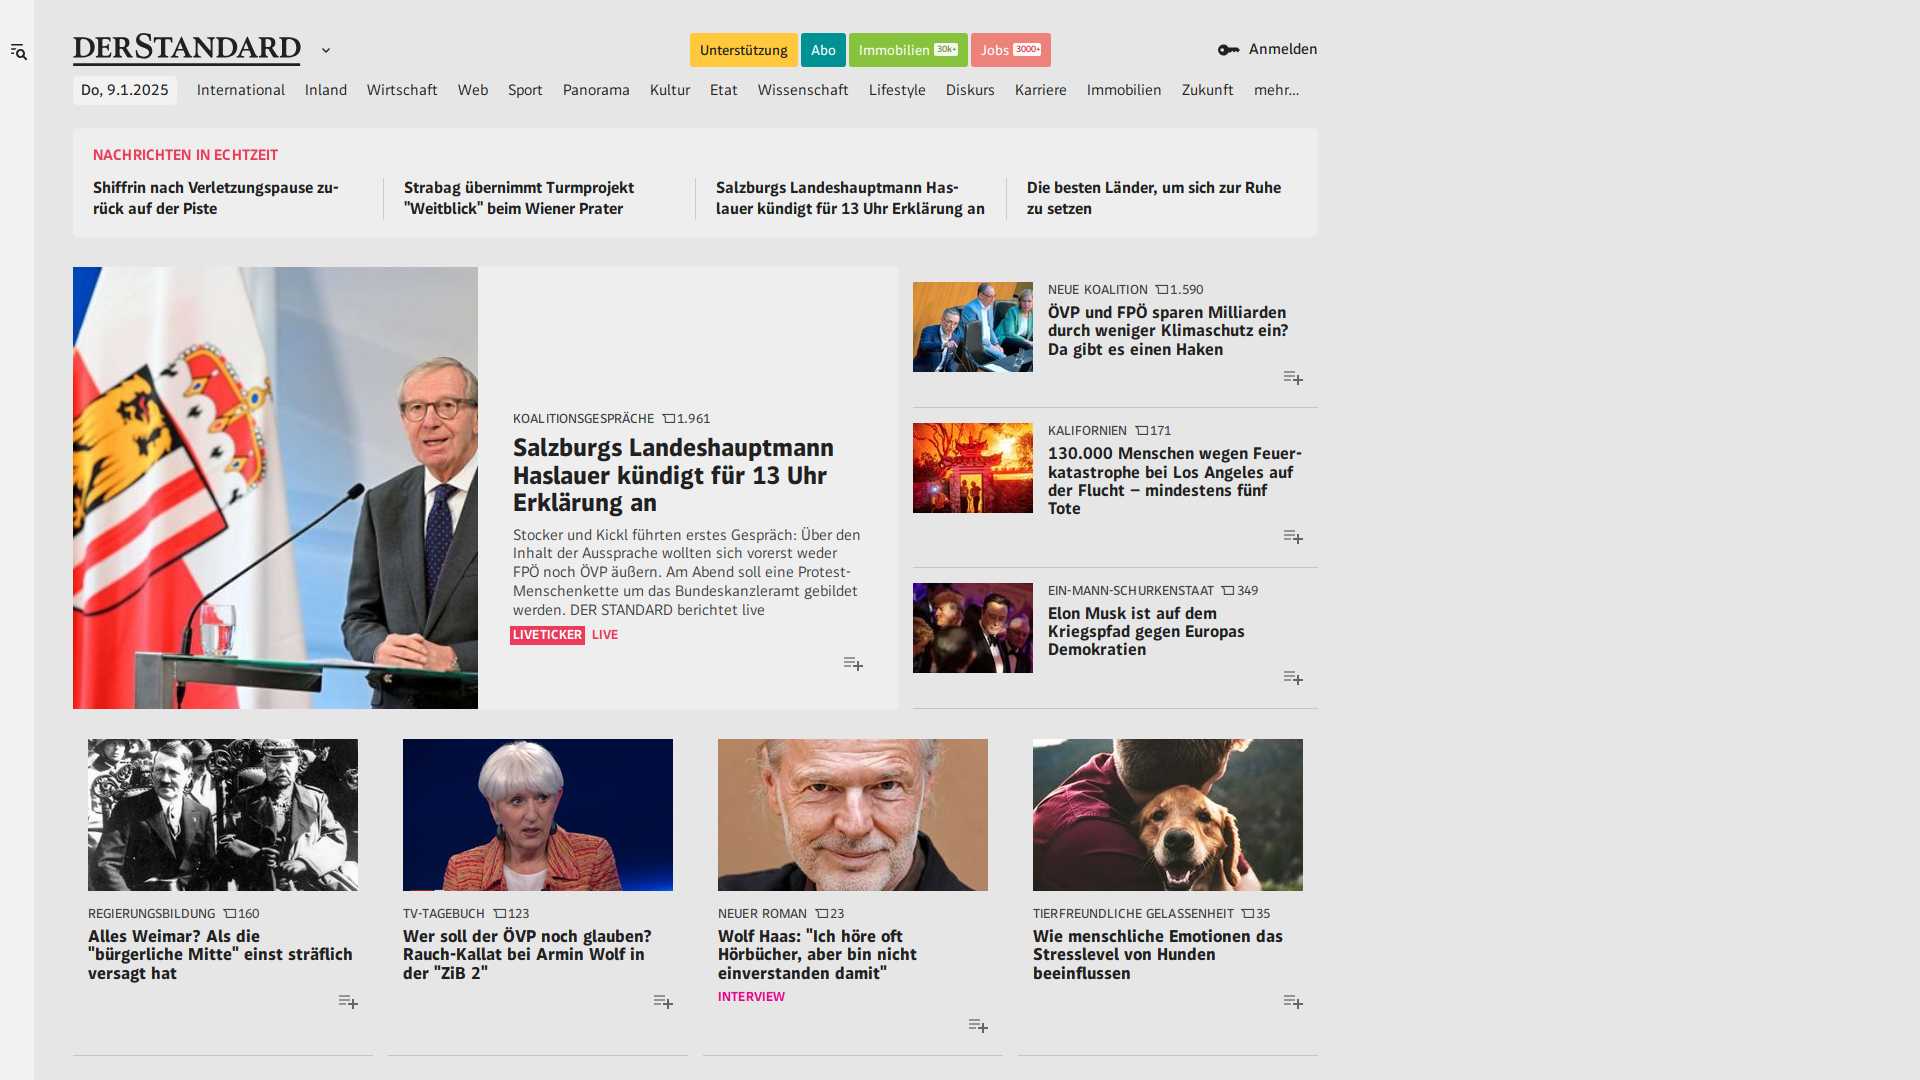 DERSTANDARD
Unterstützung
Abo
Immobilien 30k+
Jobs 3000+
Anmelden
Do, 9.1.2025
International
Inland
Wirtschaft
Web
Sport
Panorama
Kultur
Etat
Wissenschaft
Lifestyle
Diskurs
Karriere
Immobilien
Zukunft
mehr...
NACHRICHTEN IN ECHTZEIT
Shiffrin nach Verletzungspause zu-
rück auf der Piste
Strabag übernimmt Turmprojekt
"Weitblick" beim Wiener Prater
Salzburgs Landeshauptmann Has-
lauer kündigt für 13 Uhr Erklärung an
Die besten Länder, um sich zur Ruhe
zu setzen
KOALITIONSGESPRÄCHE 1.961
Salzburgs Landeshauptmann
Haslauer kündigt für 13 Uhr
Erklärung an
Stocker und Kickl führten erstes Gespräch: Über den
Inhalt der Aussprache wollten sich vorerst weder
FPÖ noch ÖVP äußern. Am Abend soll eine Protest-
Menschenkette um das Bundeskanzleramt gebildet
werden. DER STANDARD berichtet live
LIVETICKER LIVE
NEUE KOALITION 1.590
ÖVP und FPÖ sparen Milliarden
durch weniger Klimaschutz ein?
Da gibt es einen Haken
KALIFORNIEN 171
130.000 Menschen wegen Feuer-
katastrophe bei Los Angeles auf
der Flucht – mindestens fünf
Tote
EIN-MANN-SCHURKENSTAAT 349
Elon Musk ist auf dem
Kriegspfad gegen Europas
Demokratien
REGIERUNGSBILDUNG 160
Alles Weimar? Als die
"bürgerliche Mitte" einst sträflich
versagt hat
TV-TAGEBUCH 123
Wer soll der ÖVP noch glauben?
Rauch-Kallat bei Armin Wolf in
der "ZiB 2"
NEUER ROMAN 23
Wolf Haas: "Ich höre oft
Hörbücher, aber bin nicht
einverstanden damit"
INTERVIEW
TIERFREUNDLICHE GELASSENHEIT 35
Wie menschliche Emotionen das
Stresslevel von Hunden
beeinflussen